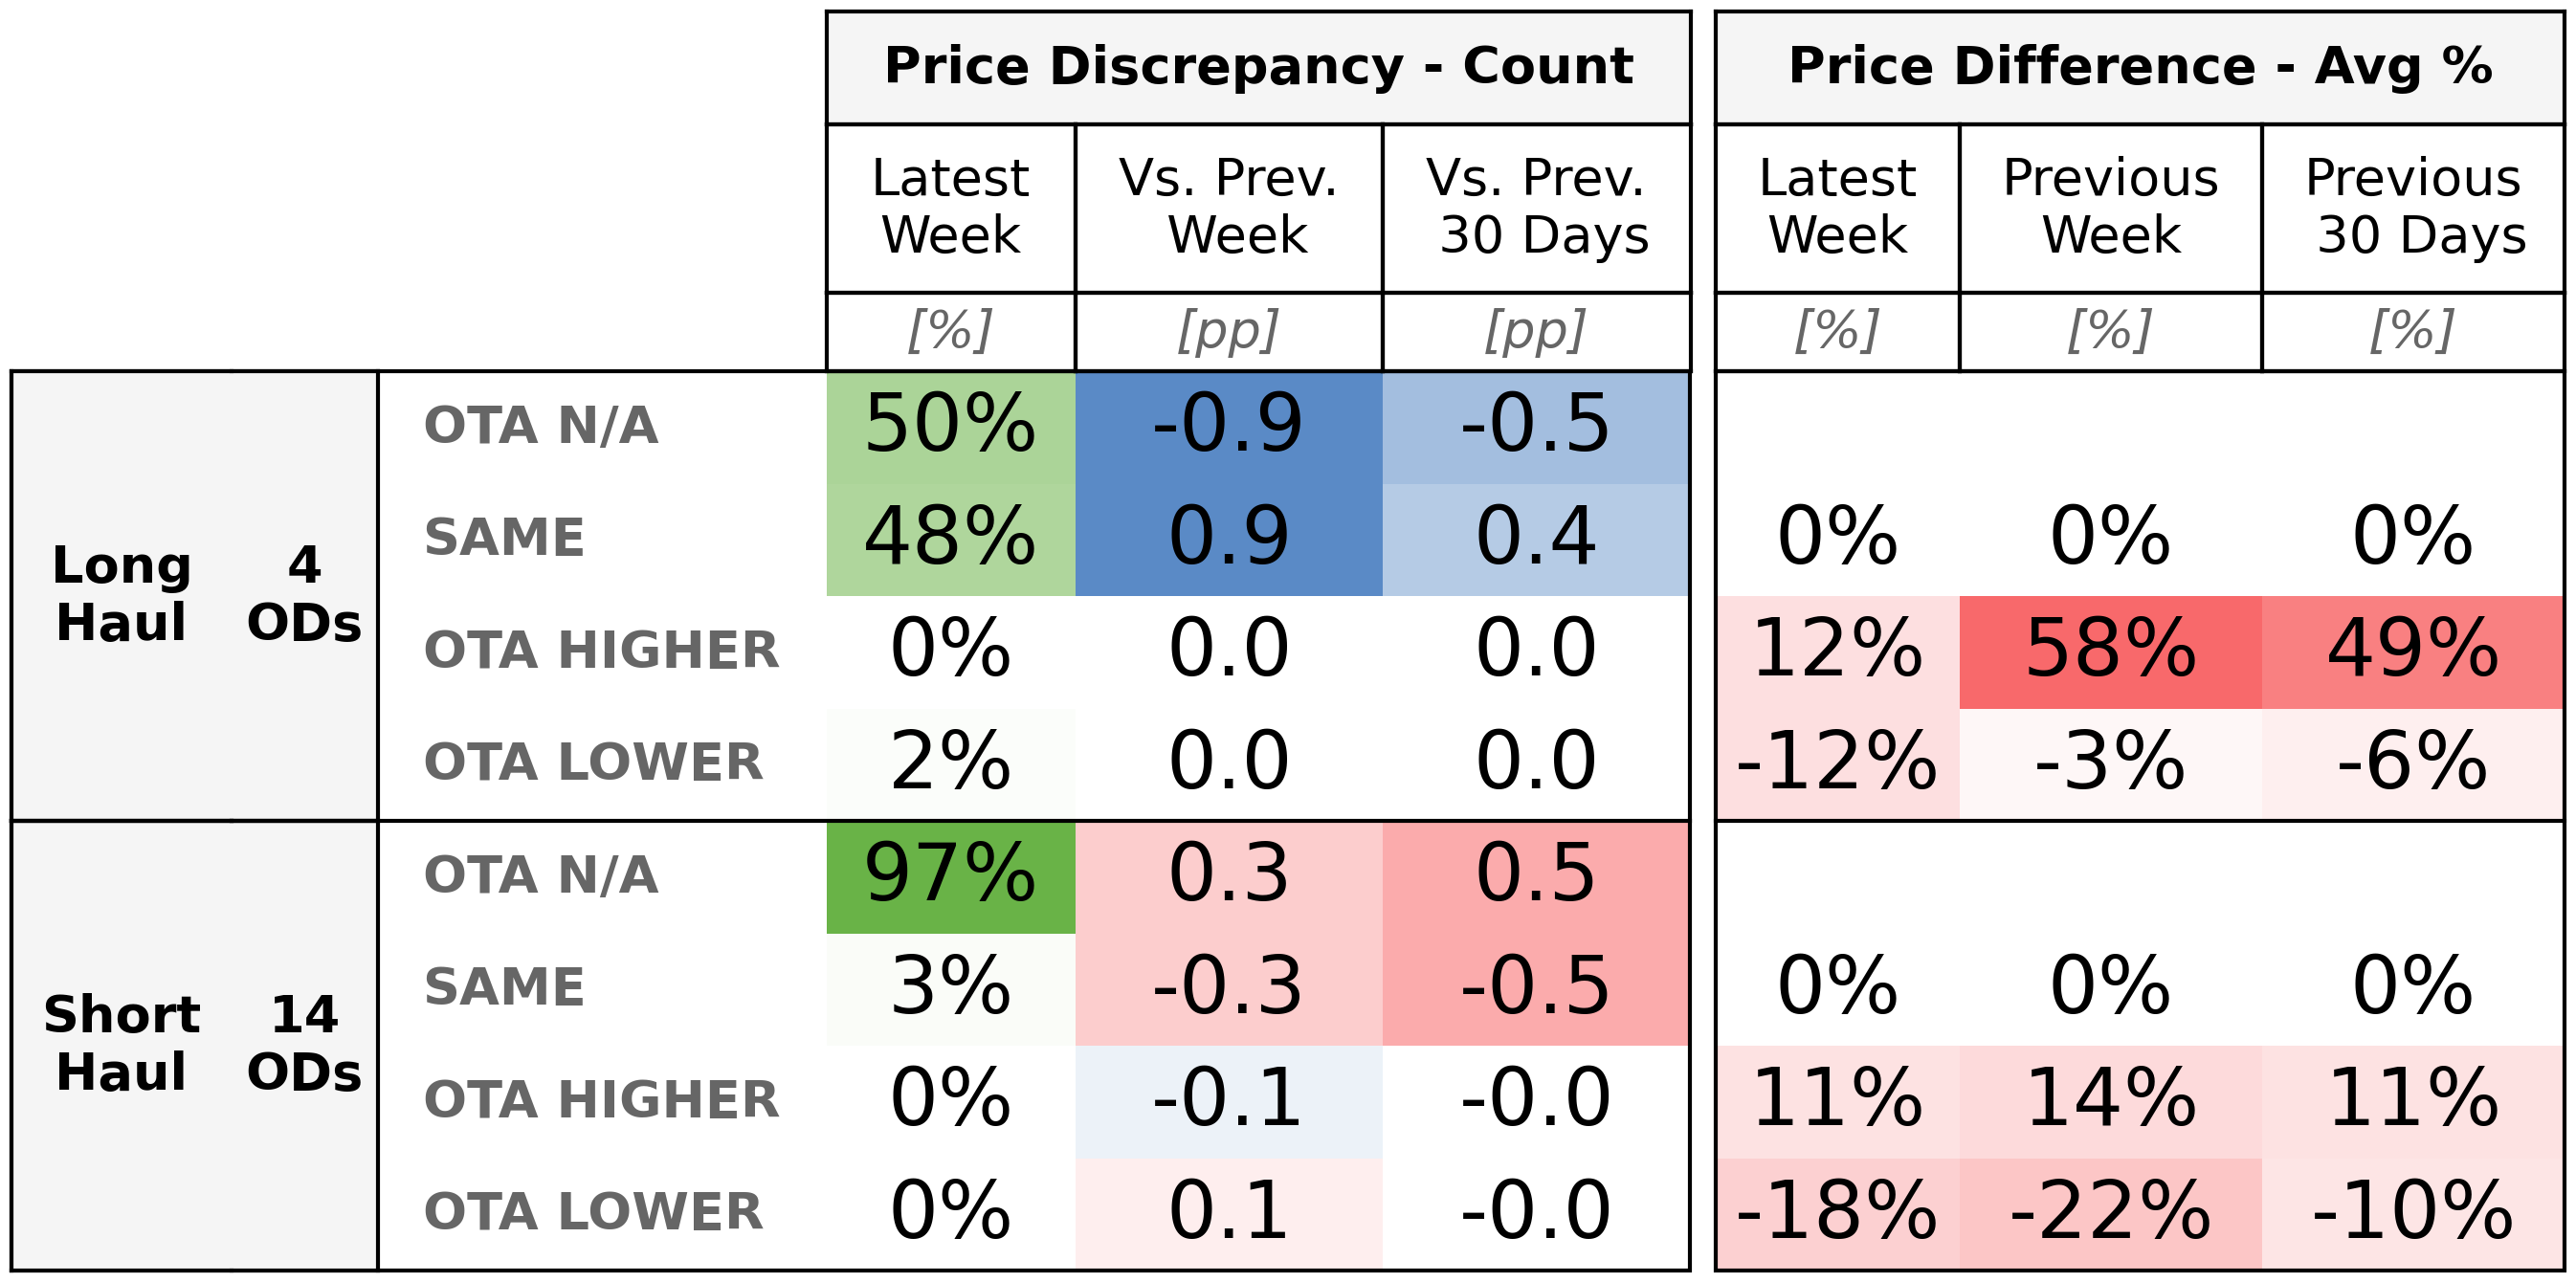 Price Discrepancy - Count Price Difference - Avg %
Latest Week Vs. Prev. Week Vs. Prev. 30 Days Latest Week Previous Week Previous 30 Days
[%] [pp] [pp] [%] [%] [%]
Long Haul 4 ODs
OTA N/A 50% -0.9 -0.5
SAME 48% 0.9 0.4 0% 0% 0%
OTA HIGHER 0% 0.0 0.0 12% 58% 49%
OTA LOWER 2% 0.0 0.0 -12% -3% -6%
Short Haul 14 ODs
OTA N/A 97% 0.3 0.5
SAME 3% -0.3 -0.5 0% 0% 0%
OTA HIGHER 0% -0.1 -0.0 11% 14% 11%
OTA LOWER 0% 0.1 -0.0 -18% -22% -10%